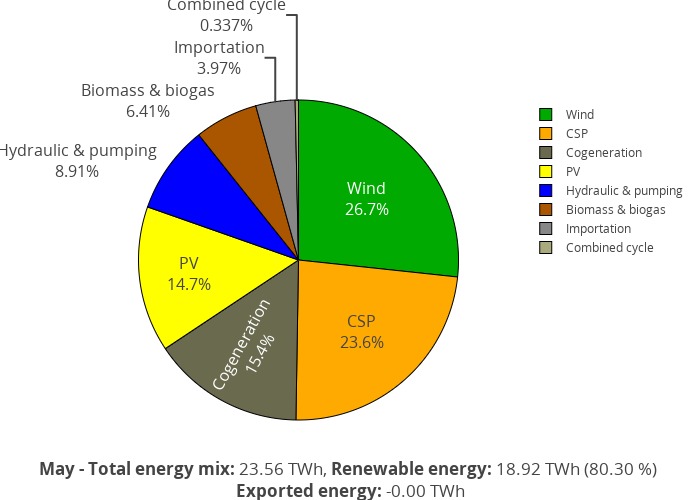 Combined cycle
0.337%
Importation
3.97%
Biomass & biogas
6.41%
Hydraulic & pumping
8.91%
Wind
26.7%
PV
14.7%
CSP
23.6%
Cogeneration
15.4%
Wind
CSP
Cogeneration
PV
Hydraulic & pumping
Biomass & biogas
Importation
Combined cycle
May - Total energy mix: 23.56 TWh, Renewable energy: 18.92 TWh (80.30 %)
Exported energy: -0.00 TWh